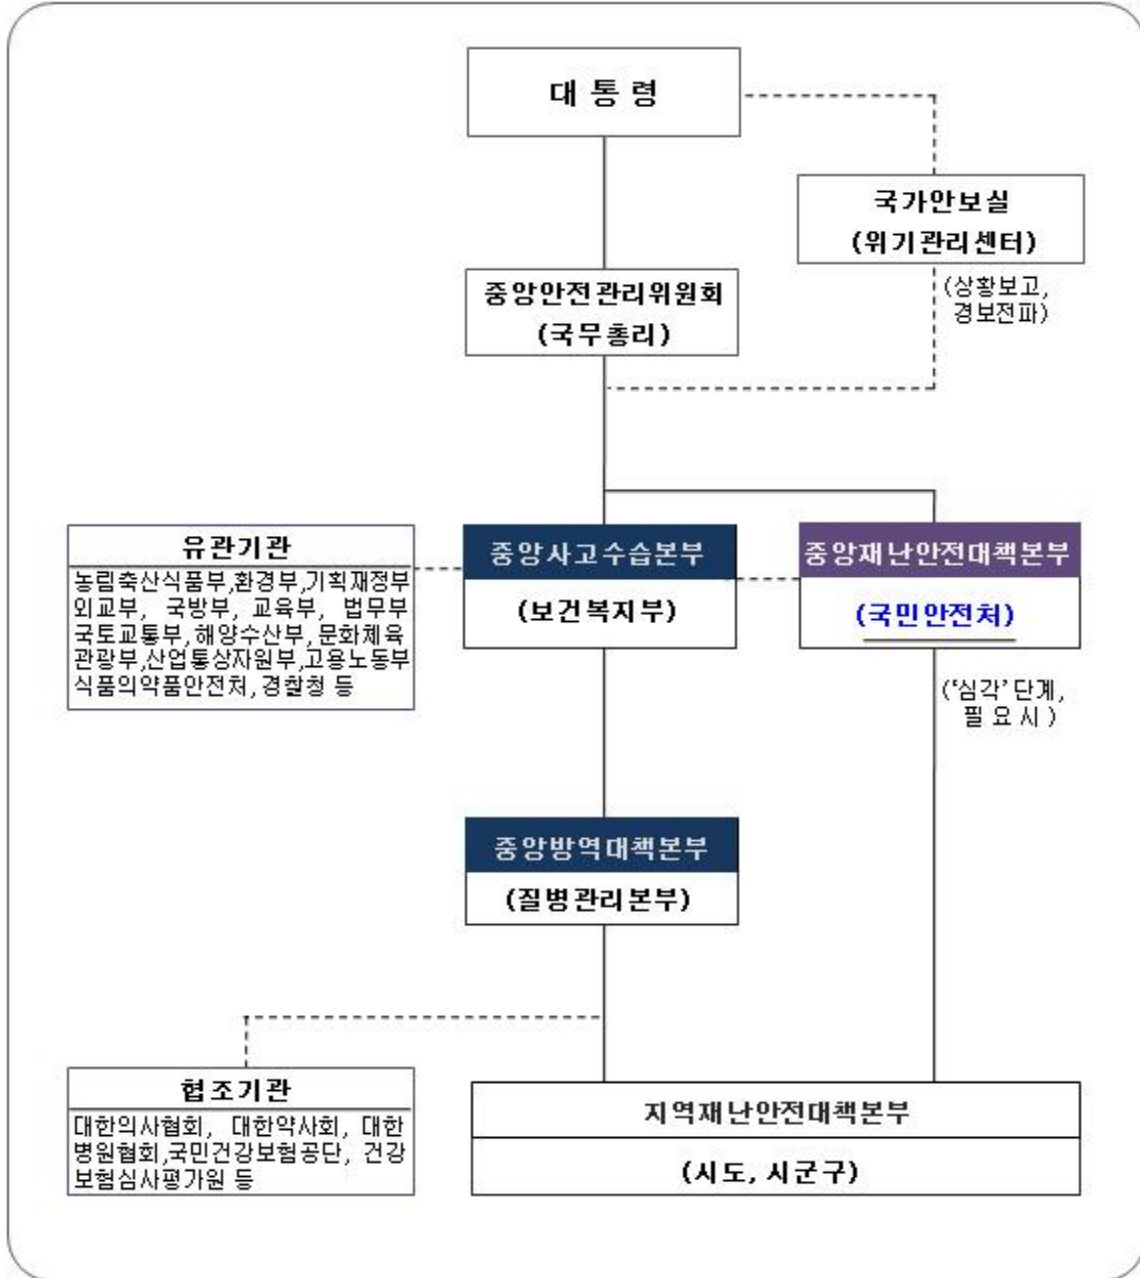 대 통 령
국가안보실
(위기관리센터)
(상황보고,
경보전파)
중앙안전관리위원회
(국무총리)
유관기관
농림축산식품부,환경부,기획재정부
외교부, 국방부, 교육부, 법무부
국토교통부,해양수산부,문화체육
관광부,산업통상자원부,고용노동부
식품의약품안전처, 경찰청 등
중앙사고수습본부
(보건복지부)
중앙재난안전대책본부
(국민안전처)
('심각' 단계,
필 요 시 )
중앙방역대책본부
(질병관리본부)
협조기관
대한의사협회, 대한약사회, 대한
병원협회,국민건강보험공단, 건강
보험심사평가원 등
지역재난안전대책본부
(시도, 시군구)